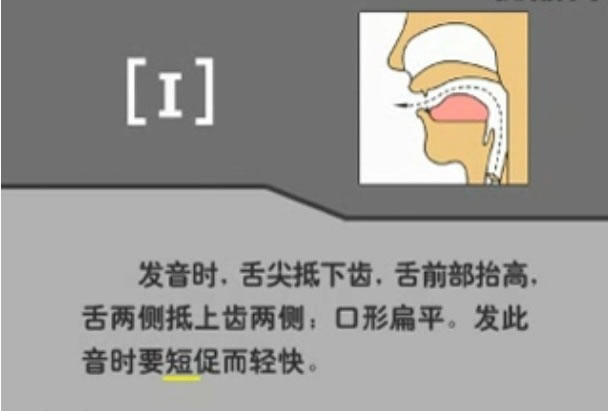 [ɪ]
发音时，舌尖抵下齿，舌前部抬高，
舌两侧抵上齿两侧；口形扁平。发此
音时要短促而轻快。